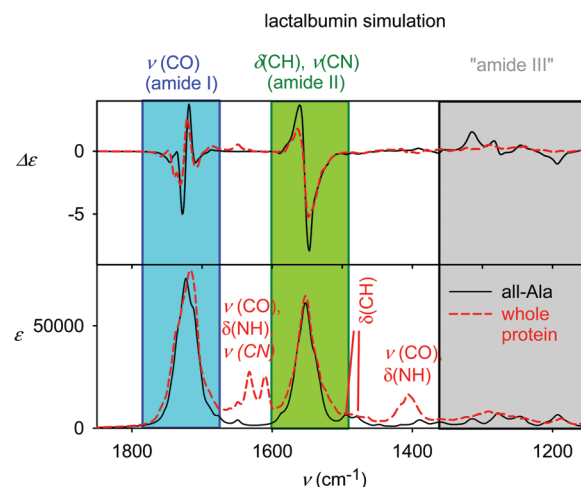 lactalbumin simulation
ν (CO)
(amide I)
δ(CH), ν(CN)
(amide II)
"amide III"
Δε
0
-5
ε
50000
0
ν (CO),
δ(NH)
ν (CN)
δ(CH)
ν (CO),
δ(NH)
all-Ala
whole
protein
1800
1600
1400
1200
ν (cm⁻¹)